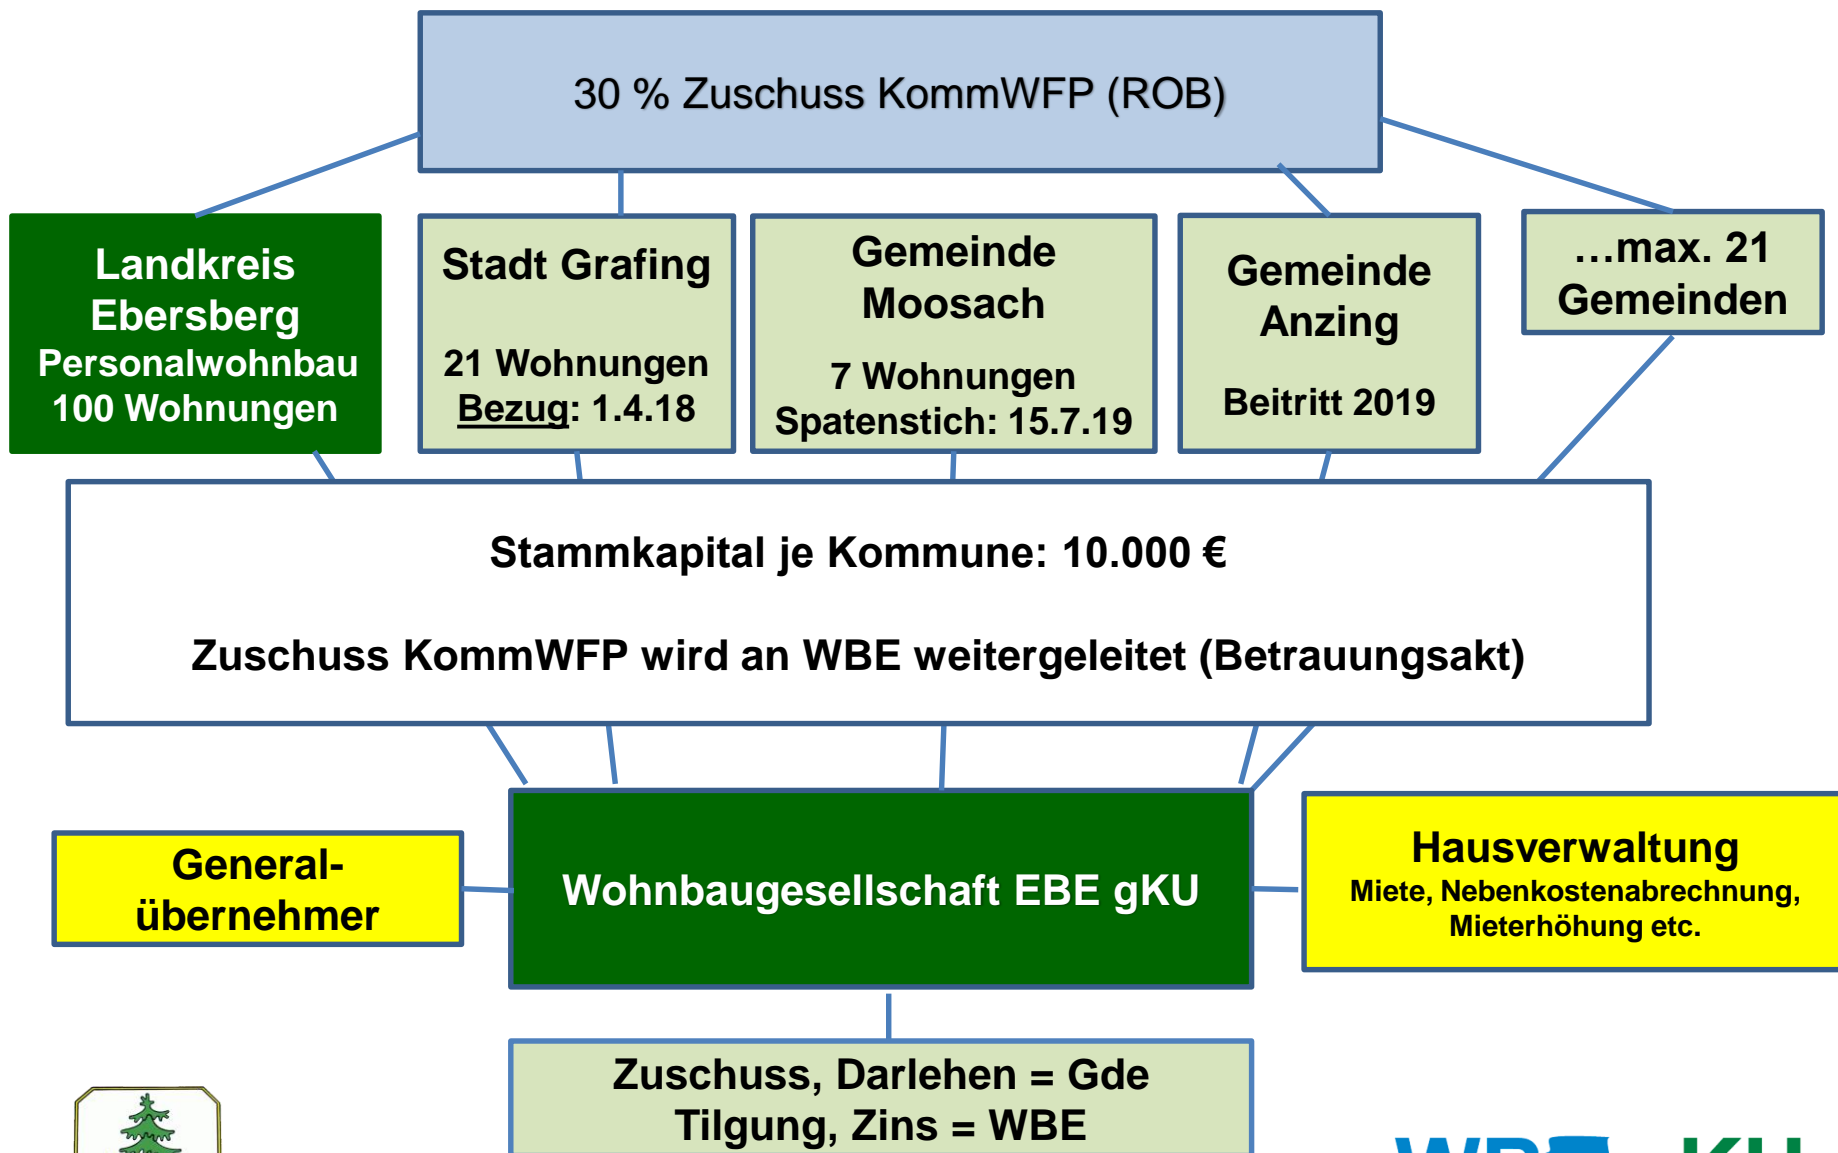 30 % Zuschuss KommWFP (ROB)
Landkreis
Ebersberg
Personalwohnbau
100 Wohnungen
Stadt Grafing
21 Wohnungen
Bezug: 1.4.18
Gemeinde
Moosach
7 Wohnungen
Spatenstich: 15.7.19
Gemeinde
Anzing
Beitritt 2019
...max. 21
Gemeinden
Stammkapital je Kommune: 10.000 €
Zuschuss KommWFP wird an WBE weitergeleitet (Betrauungsakt)
General-
übernehmer
Wohnbaugesellschaft EBE gKU
Hausverwaltung
Miete, Nebenkostenabrechnung,
Mieterhöhung etc.
Zuschuss, Darlehen = Gde
Tilgung, Zins = WBE